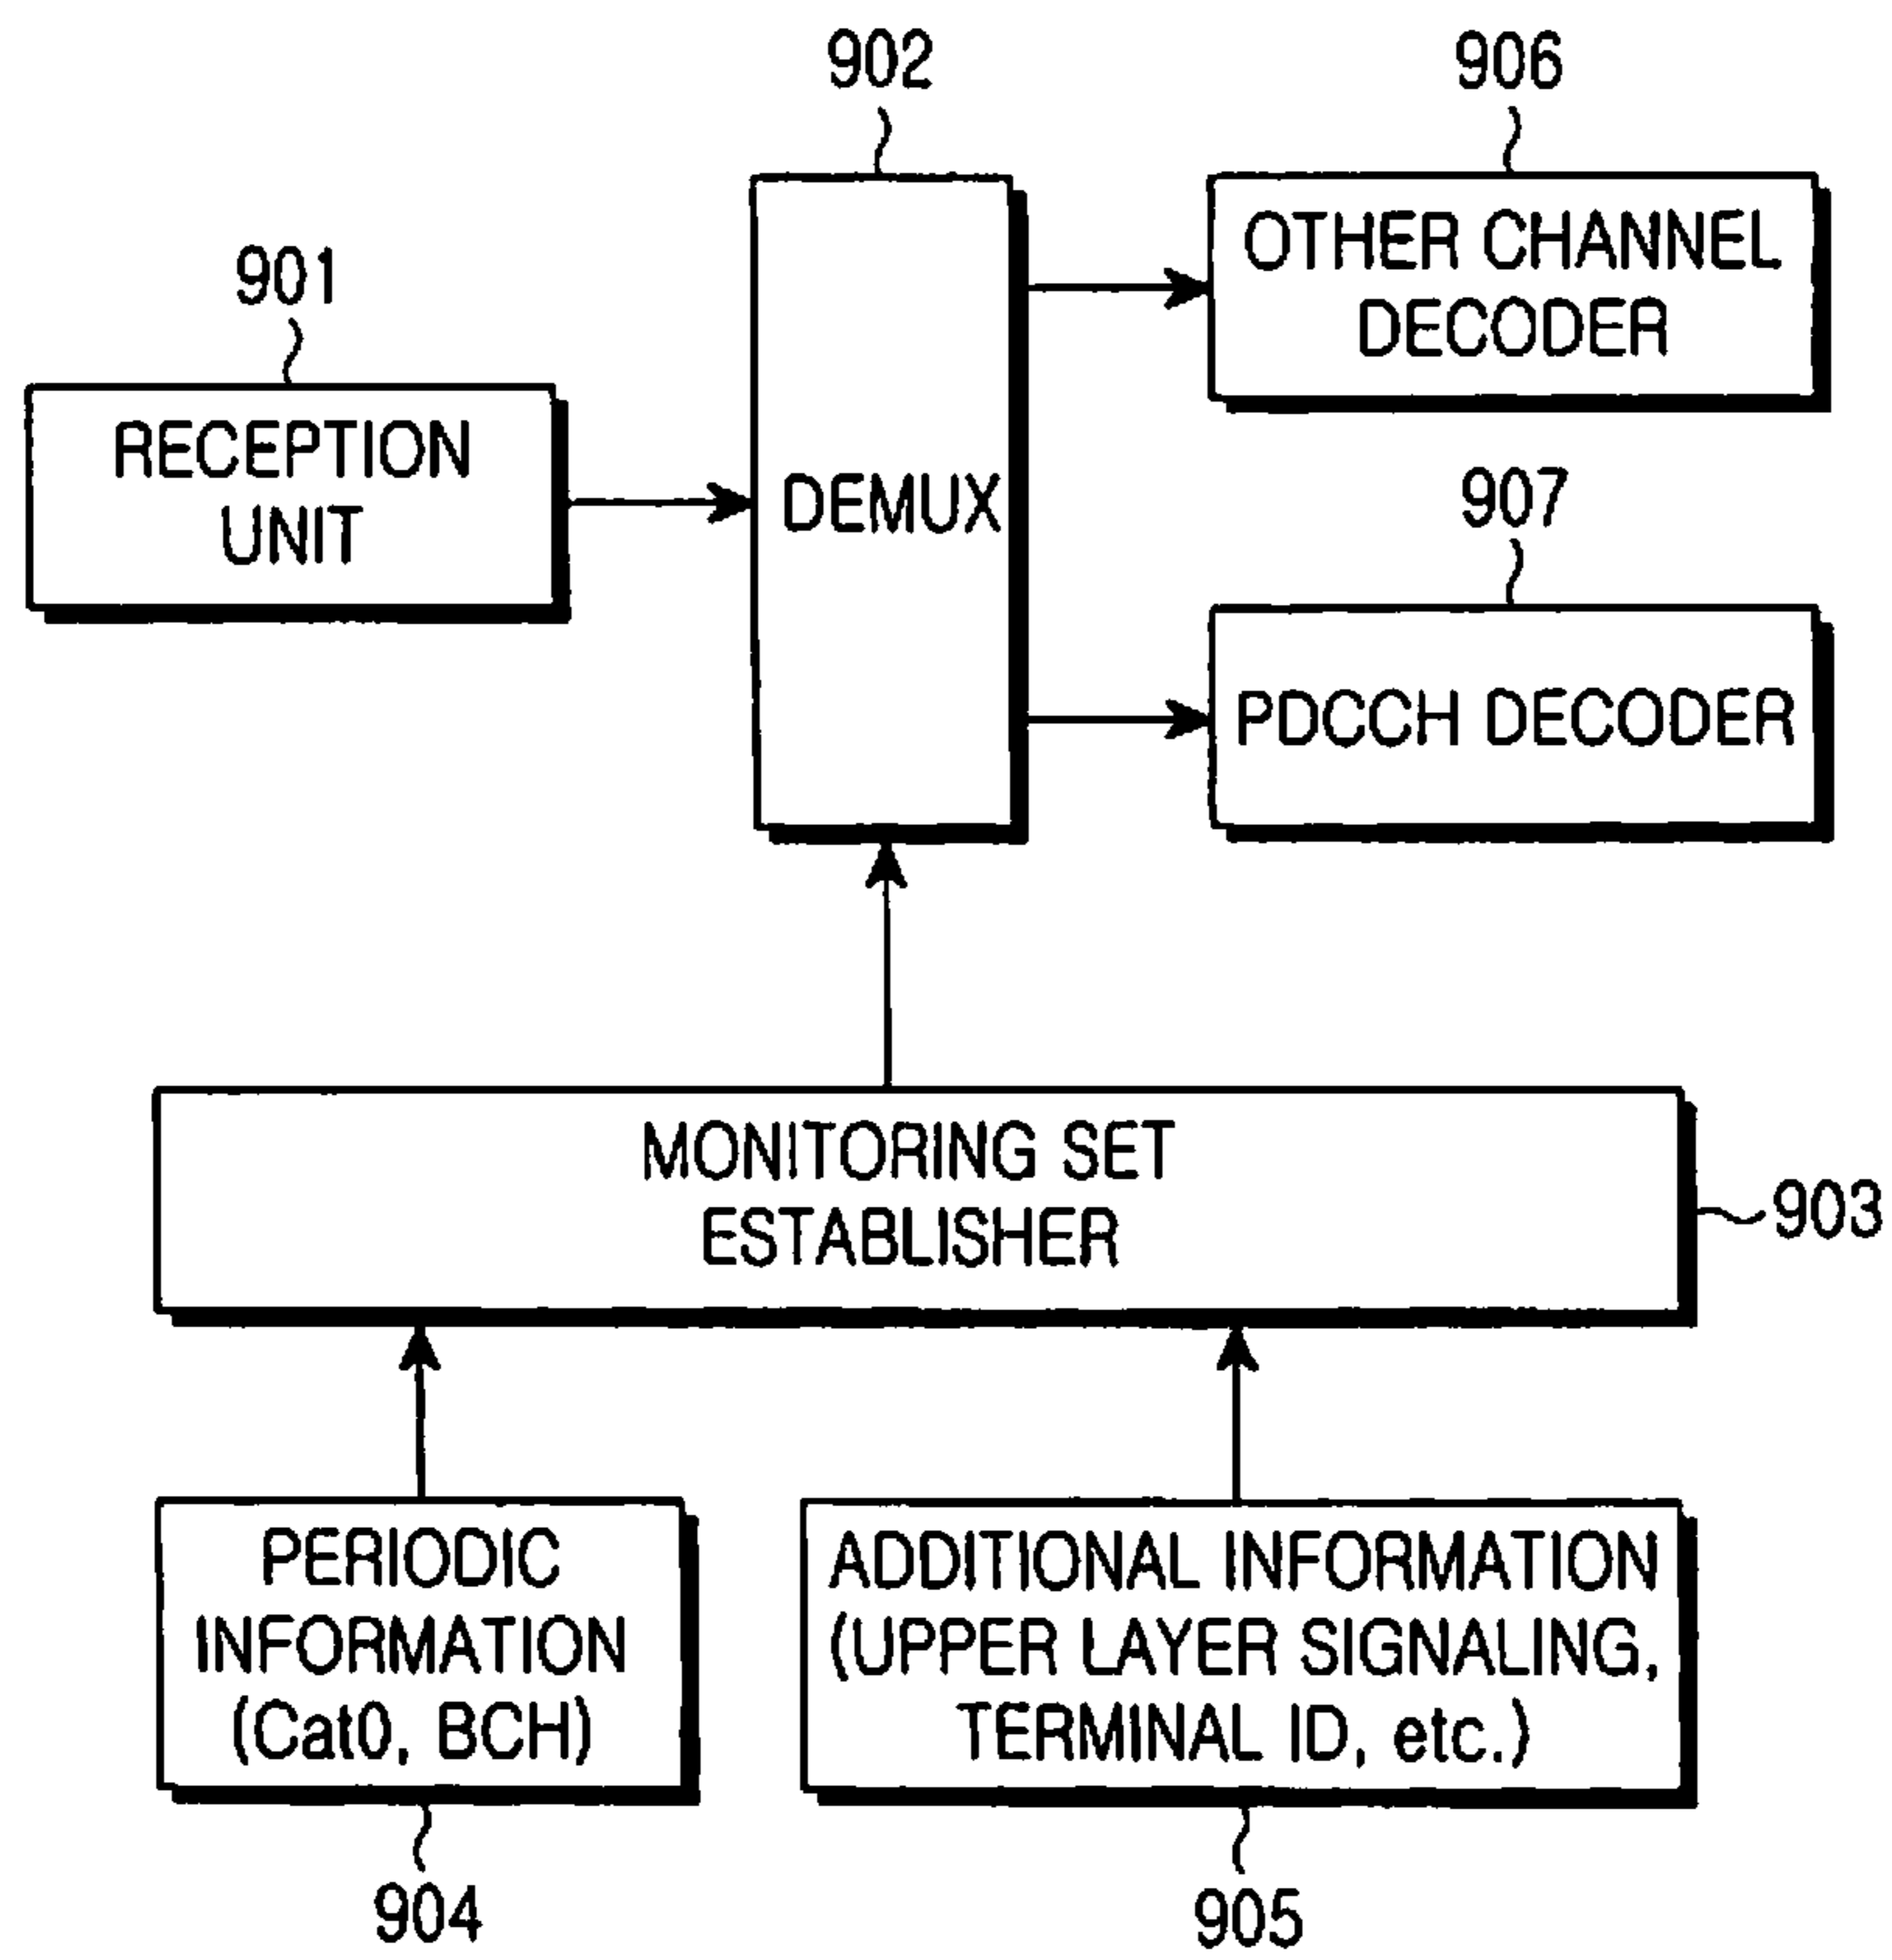 902
906
901
OTHER CHANNEL
DECODER
RECEPTION
UNIT
DEMUX
907
PDCCH DECODER
MONITORING SET
ESTABLISHER
903
PERIODIC
INFORMATION
(Cat0, BCH)
ADDITIONAL INFORMATION
(UPPER LAYER SIGNALING,
TERMINAL ID, etc.)
904
905